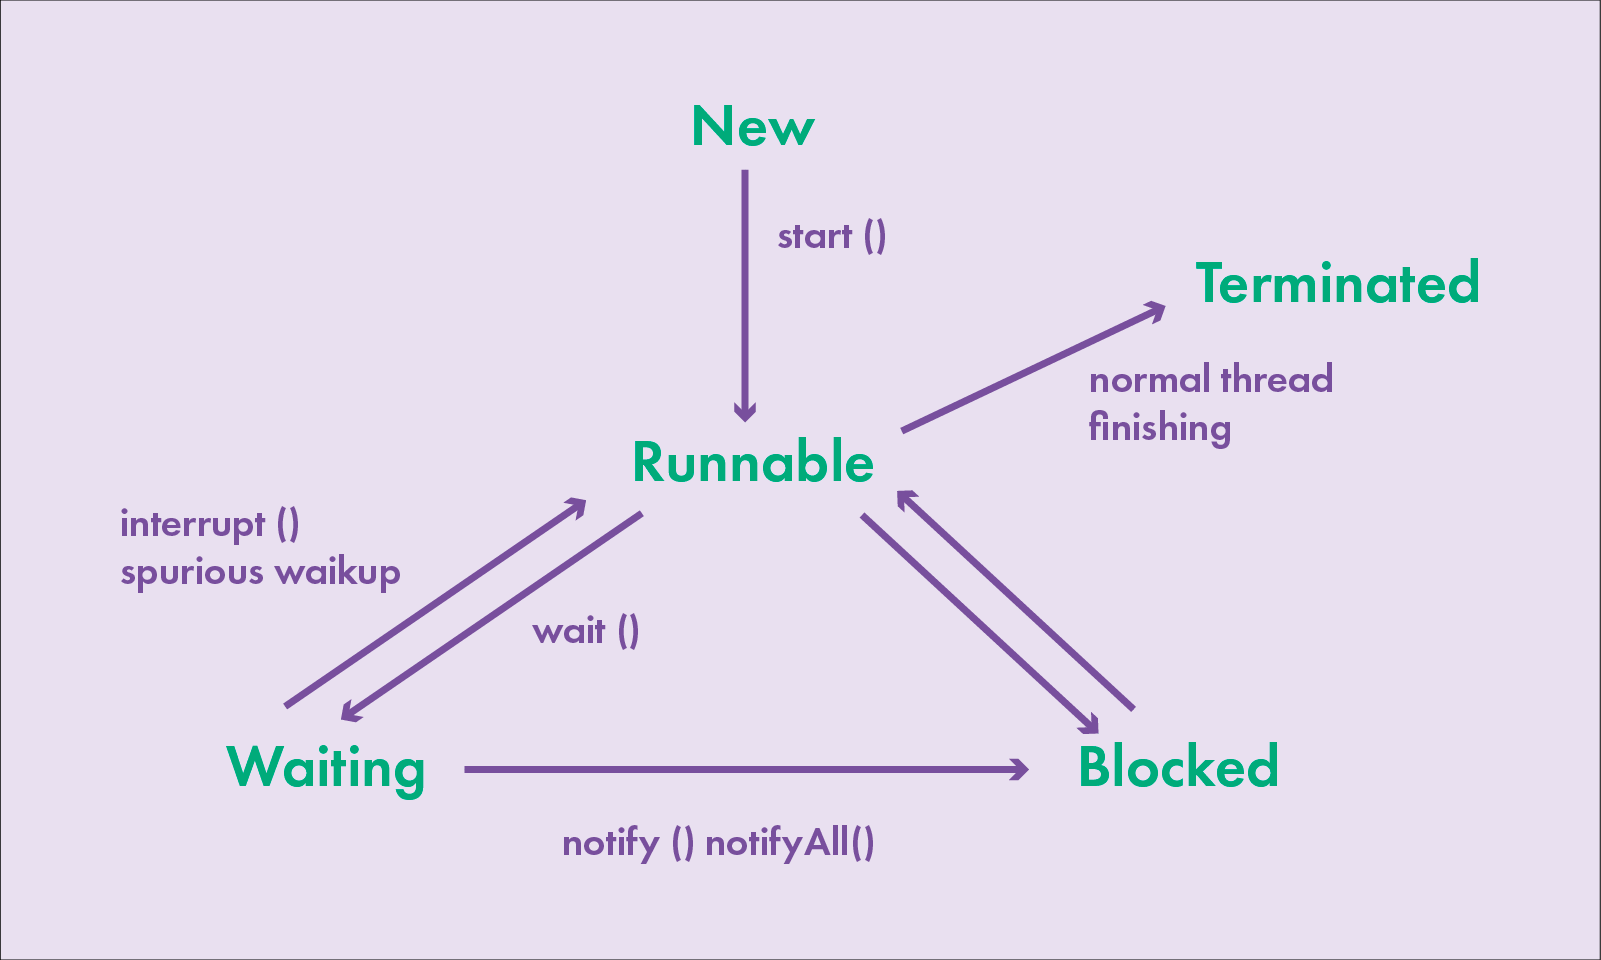 New
start ()
Terminated
normal thread
finishing
Runnable
interrupt ()
spurious waikup
wait ()
Waiting
Blocked
notify () notifyAll()